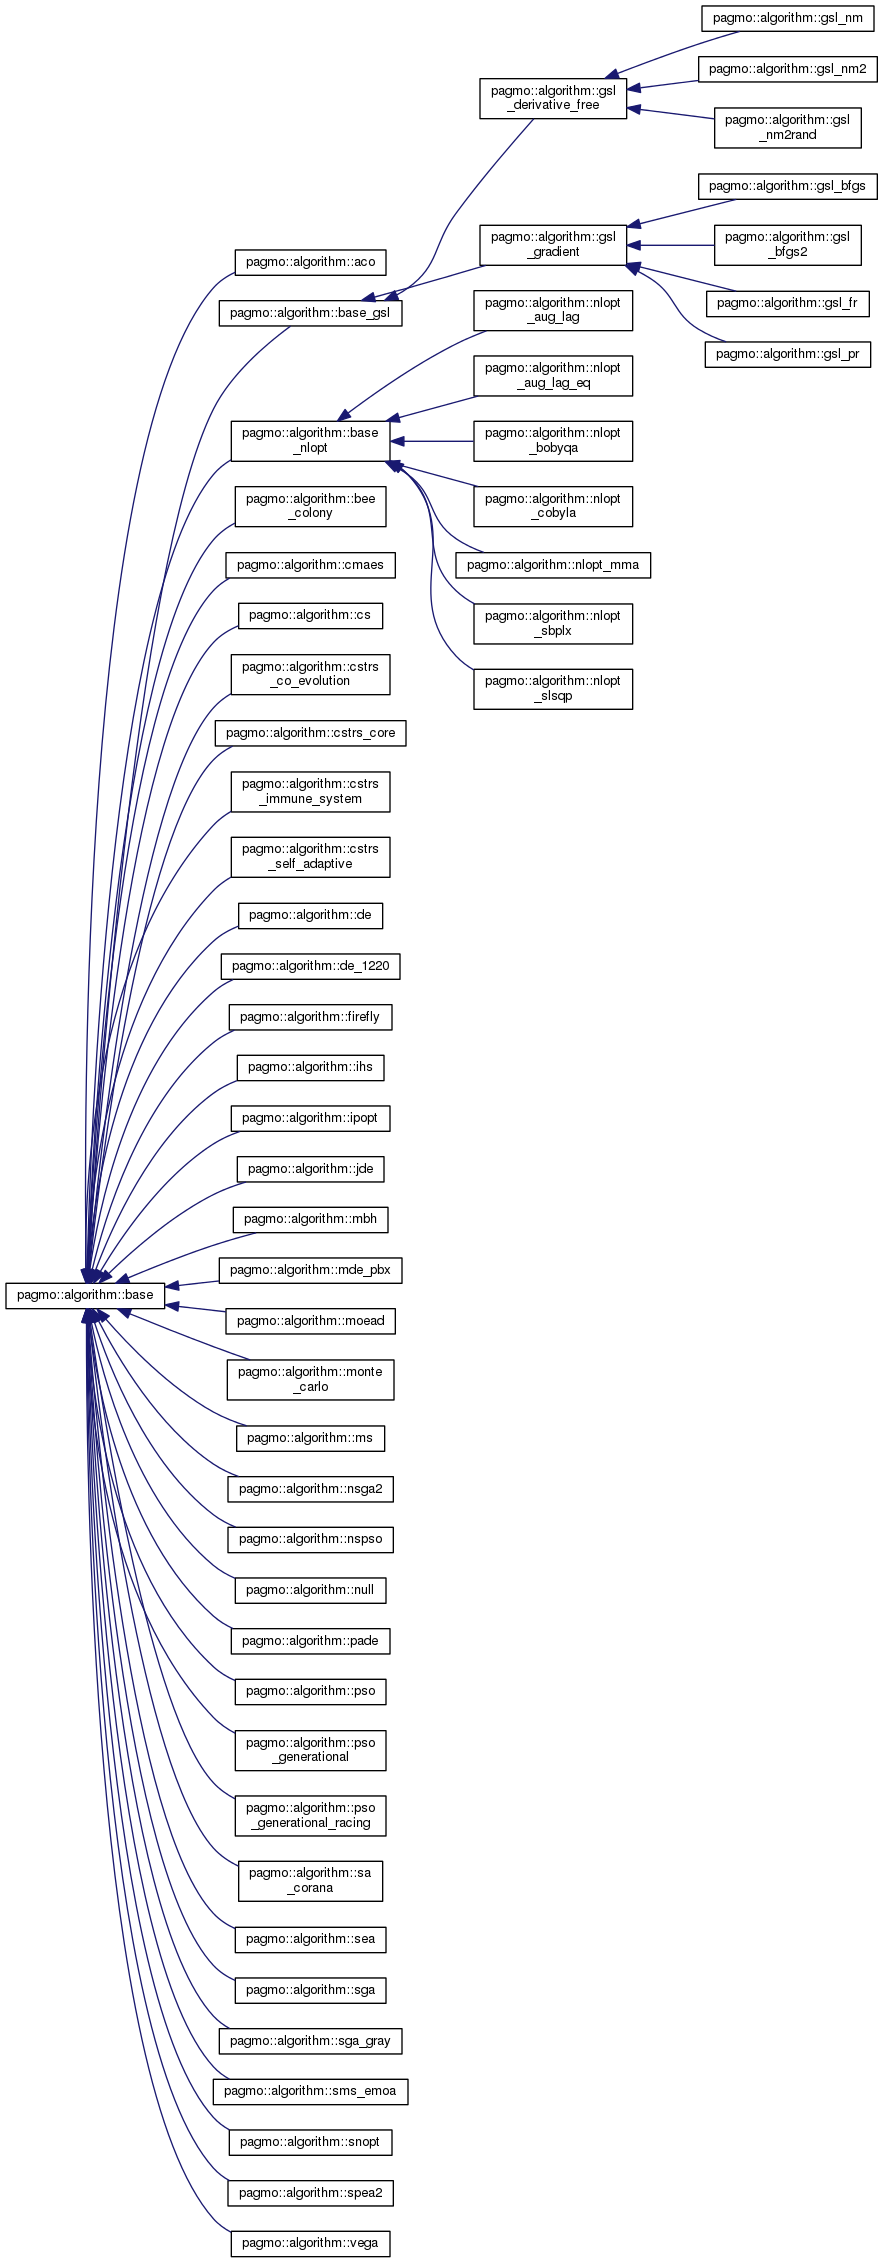 pagmo::algorithm::gsl_nm
pagmo::algorithm::gsl_nm2
pagmo::algorithm::gsl
_derivative_free
pagmo::algorithm::gsl
_nm2rand
pagmo::algorithm::gsl_bfgs
pagmo::algorithm::gsl
_gradient
pagmo::algorithm::gsl
_bfgs2
pagmo::algorithm::aco
pagmo::algorithm::base_gsl
pagmo::algorithm::nlopt
_aug_lag
pagmo::algorithm::gsl_fr
pagmo::algorithm::gsl_pr
pagmo::algorithm::nlopt
_aug_lag_eq
pagmo::algorithm::base
_nlopt
pagmo::algorithm::nlopt
_bobyqa
pagmo::algorithm::bee
_colony
pagmo::algorithm::nlopt
_cobyla
pagmo::algorithm::cmaes
pagmo::algorithm::nlopt_mma
pagmo::algorithm::cs
pagmo::algorithm::nlopt
_sbplx
pagmo::algorithm::cstrs
_co_evolution
pagmo::algorithm::nlopt
_slsqp
pagmo::algorithm::cstrs_core
pagmo::algorithm::cstrs
_immune_system
pagmo::algorithm::cstrs
_self_adaptive
pagmo::algorithm::de
pagmo::algorithm::de_1220
pagmo::algorithm::firefly
pagmo::algorithm::ihs
pagmo::algorithm::ipopt
pagmo::algorithm::jde
pagmo::algorithm::mbh
pagmo::algorithm::mde_pbx
pagmo::algorithm::base
pagmo::algorithm::moead
pagmo::algorithm::monte
_carlo
pagmo::algorithm::ms
pagmo::algorithm::nsga2
pagmo::algorithm::nspso
pagmo::algorithm::null
pagmo::algorithm::pade
pagmo::algorithm::pso
pagmo::algorithm::pso
_generational
pagmo::algorithm::pso
_generational_racing
pagmo::algorithm::sa
_corana
pagmo::algorithm::sea
pagmo::algorithm::sga
pagmo::algorithm::sga_gray
pagmo::algorithm::sms_emoa
pagmo::algorithm::snopt
pagmo::algorithm::spea2
pagmo::algorithm::vega